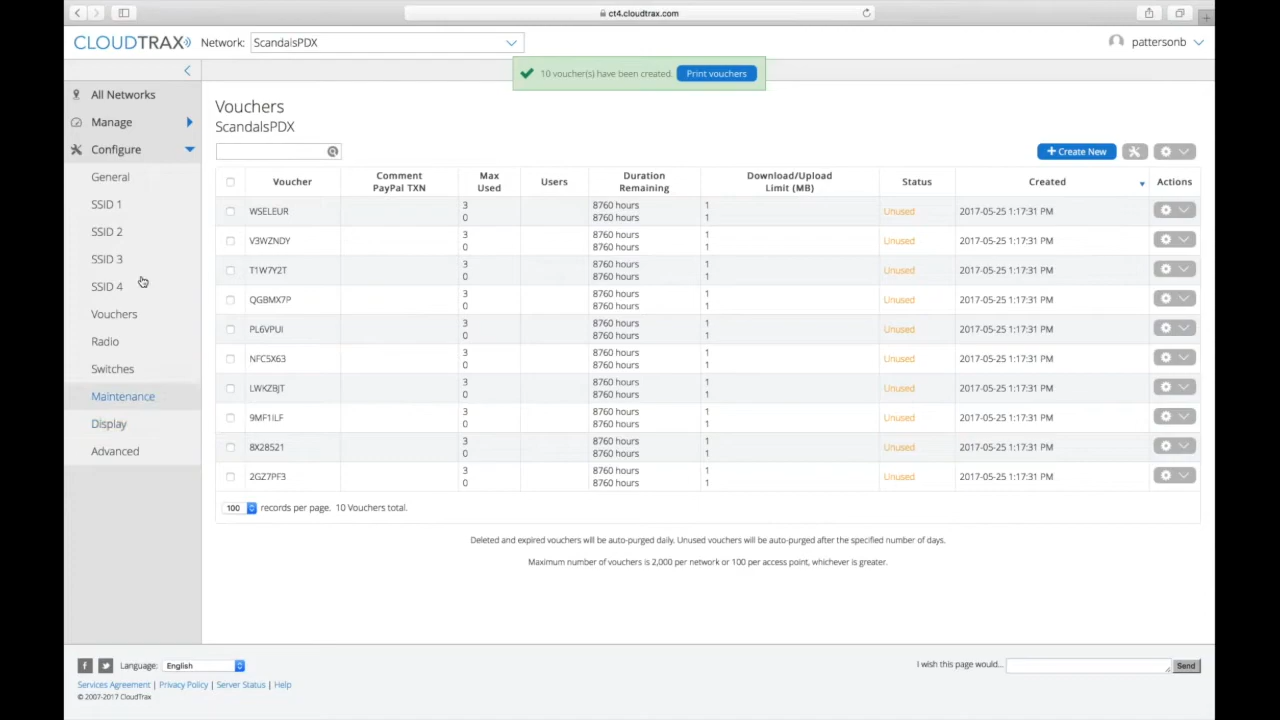 ct4.cloudtrax.com
CLOUDTRAX Network: ScandalsPDX pattersonb
10 voucher(s) have been created. Print vouchers
All Networks
Manage
Configure
General
SSID 1
SSID 2
SSID 3
SSID 4
Vouchers
Radio
Switches
Maintenance
Display
Advanced
Vouchers
ScandalsPDX
+ Create New
Voucher Comment PayPal TXN Max Used Users Duration Remaining Download/Upload Limit (MB) Status Created Actions
WSELEUR 3 8760 hours 1 Unused 2017-05-25 1:17:31 PM
0 8760 hours 1
V3WZNDY 3 8760 hours 1 Unused 2017-05-25 1:17:31 PM
0 8760 hours 1
T1W7Y2T 3 8760 hours 1 Unused 2017-05-25 1:17:31 PM
0 8760 hours 1
QGBMX7P 3 8760 hours 1 Unused 2017-05-25 1:17:31 PM
0 8760 hours 1
PL6VPUI 3 8760 hours 1 Unused 2017-05-25 1:17:31 PM
0 8760 hours 1
NFC5X63 3 8760 hours 1 Unused 2017-05-25 1:17:31 PM
0 8760 hours 1
LWKZBJT 3 8760 hours 1 Unused 2017-05-25 1:17:31 PM
0 8760 hours 1
9MF1ILF 3 8760 hours 1 Unused 2017-05-25 1:17:31 PM
0 8760 hours 1
8X28521 3 8760 hours 1 Unused 2017-05-25 1:17:31 PM
0 8760 hours 1
2GZ7PF3 3 8760 hours 1 Unused 2017-05-25 1:17:31 PM
0 8760 hours 1
100 records per page. 10 Vouchers total.
Deleted and expired vouchers will be auto-purged daily. Unused vouchers will be auto-purged after the specified number of days.
Maximum number of vouchers is 2,000 per network or 100 per access point, whichever is greater.
Language: English I wish this page would... Send
Services Agreement | Privacy Policy | Server Status | Help
© 2007-2017 CloudTrax